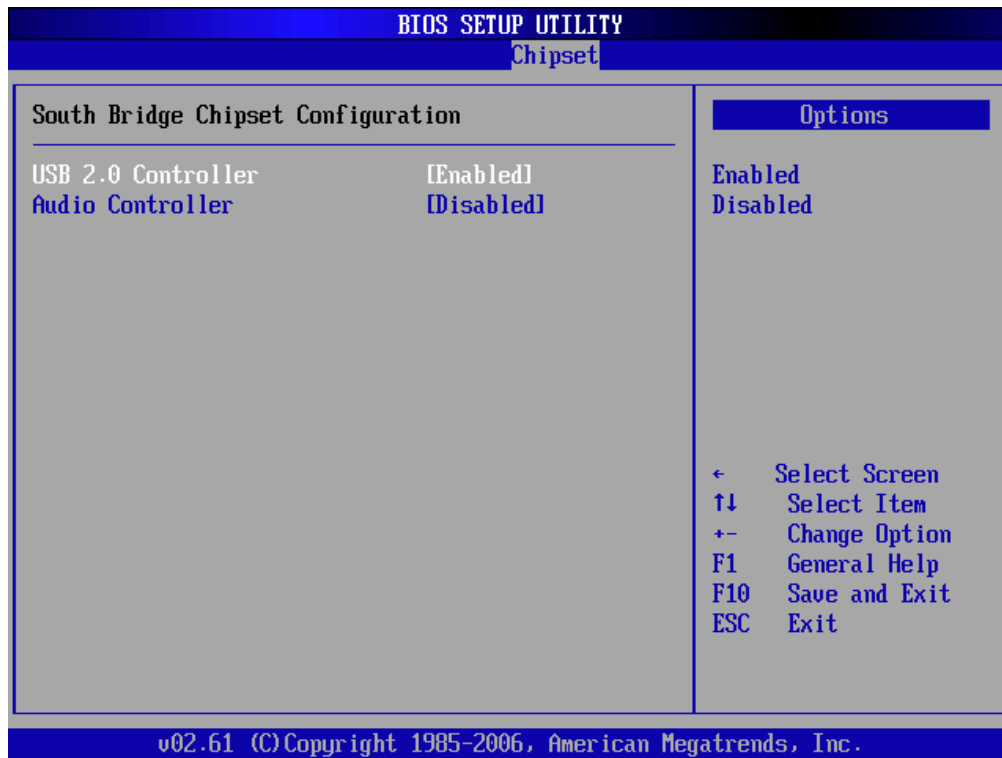 BIOS SETUP UTILITY
Chipset
South Bridge Chipset Configuration
USB 2.0 Controller [Enabled]
Audio Controller [Disabled]
Options
Enabled
Disabled
← Select Screen
↑↓ Select Item
+- Change Option
F1 General Help
F10 Save and Exit
ESC Exit
v02.61 (C)Copyright 1985-2006, American Megatrends, Inc.